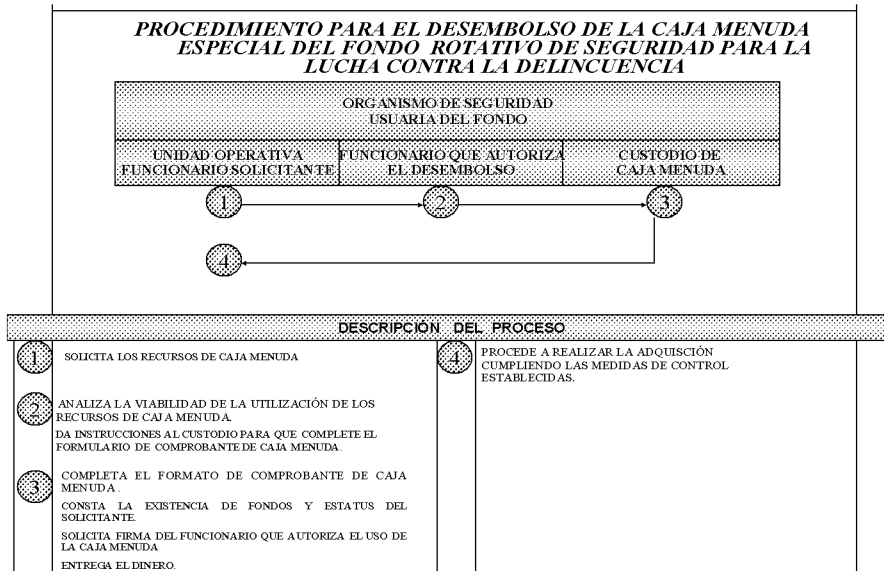 PROCEDIMIENTO PARA EL DESEMBOLSO DE LA CAJA MENUDA
ESPECIAL DEL FONDO ROTATIVO DE SEGURIDAD PARA LA
LUCHA CONTRA LA DELINCUENCIA
ORGANISMO DE SEGURIDAD
USUARIA DEL FONDO
UNIDAD OPERATIVA
FUNCIONARIO SOLICITANTE
FUNCIONARIO QUE AUTORIZA
EL DESEMBOLSO
CUSTODIO DE
CAJA MENUDA
1
2
3
4
DESCRIPCIÓN DEL PROCESO
1
SOLICITA LOS RECURSOS DE CAJA MENUDA
2
ANALIZA LA VIABILIDAD DE LA UTILIZACIÓN DE LOS
RECURSOS DE CAJA MENUDA.
DA INSTRUCCIONES AL CUSTODIO PARA QUE COMPLETE EL
FORMULARIO DE COMPROBANTE DE CAJA MENUDA.
3
COMPLETA EL FORMATO DE COMPROBANTE DE CAJA
MENUDA.
CONSTA LA EXISTENCIA DE FONDOS Y ESTATUS DEL
SOLICITANTE.
SOLICITA FIRMA DEL FUNCIONARIO QUE AUTORIZA EL USO DE
LA CAJA MENUDA
ENTREGA EL DINERO.
4
PROCEDE A REALIZAR LA ADQUISCIÓN
CUMPLIENDO LAS MEDIDAS DE CONTROL
ESTABLECIDAS.